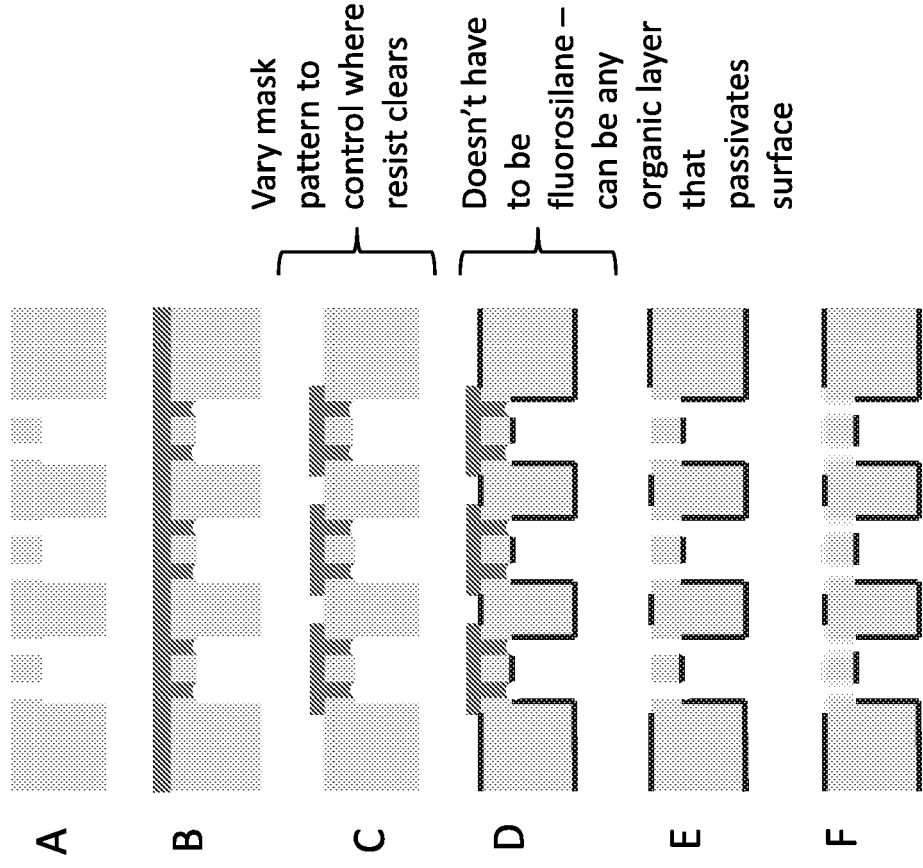 A
B
C
D
E
F
Vary mask
pattern to
control where
resist clears
Doesn't have
to be
fluorosilane –
can be any
organic layer
that
passivates
surface